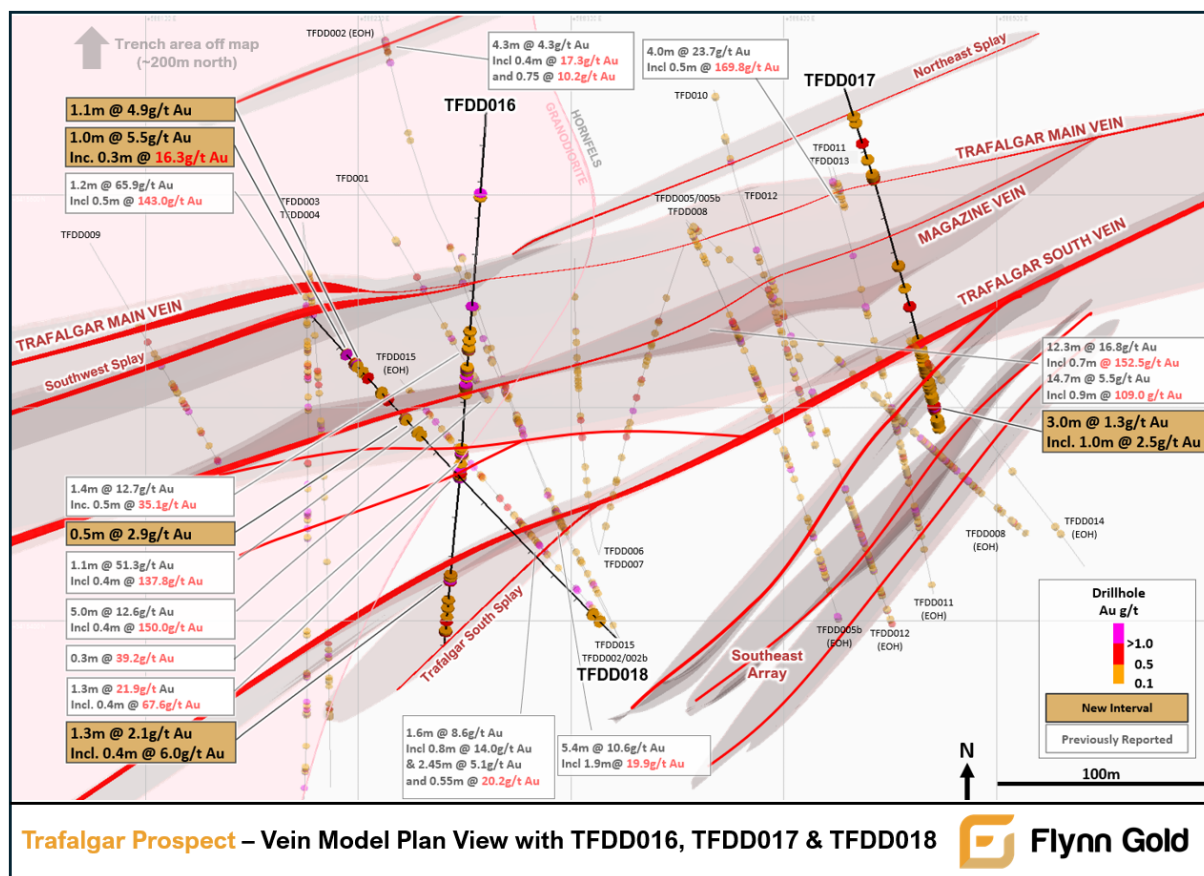 Trench area off map
(~200m north)
TFDD002 (EOH)
4.3m @ 4.3g/t Au
Incl 0.4m @ 17.3g/t Au
and 0.75 @ 10.2g/t Au
4.0m @ 23.7g/t Au
Incl 0.5m @ 169.8g/t Au
Northeast Splay
TFDD017
TFDD016
TFD010
1.1m @ 4.9g/t Au
1.0m @ 5.5g/t Au
Inc. 0.3m @ 16.3g/t Au
1.2m @ 65.9g/t Au
Incl 0.5m @ 143.0g/t Au
GRANODIORITE
HORNFELS
TFD011
TFDD013
TRAFALGAR MAIN VEIN
TFD001
TFD012
TFDD003
TFDD004
TFDD005/005b
TFDD008
MAGAZINE VEIN
TFDD009
TRAFALGAR SOUTH VEIN
TRAFALGAR MAIN VEIN
Southwest Splay
TFDD015
(EOH)
12.3m @ 16.8g/t Au
Incl 0.7m @ 152.5g/t Au
14.7m @ 5.5g/t Au
Incl 0.9m @ 109.0 g/t Au
3.0m @ 1.3g/t Au
Incl. 1.0m @ 2.5g/t Au
1.4m @ 12.7g/t Au
Inc. 0.5m @ 35.1g/t Au
0.5m @ 2.9g/t Au
1.1m @ 51.3g/t Au
Incl 0.4m @ 137.8g/t Au
5.0m @ 12.6g/t Au
Incl 0.4m @ 150.0g/t Au
0.3m @ 39.2g/t Au
1.3m @ 21.9g/t Au
Incl. 0.4m @ 67.6g/t Au
1.3m @ 2.1g/t Au
Incl. 0.4m @ 6.0g/t Au
TFDD006
TFDD007
TFDD008
(EOH)
TFDD014
(EOH)
TFDD011
(EOH)
TFDD005b
(EOH)
TFDD012
(EOH)
TFDD015
TFDD002/002b
TFDD018
Trafalgar South Splay
Southeast
Array
1.6m @ 8.6g/t Au
Incl 0.8m @ 14.0g/t Au
& 2.45m @ 5.1g/t Au
and 0.55m @ 20.2g/t Au
5.4m @ 10.6g/t Au
Incl 1.9m@ 19.9g/t Au
Drillhole
Au g/t
>1.0
0.5
0.1
New Interval
Previously Reported
N
100m
Trafalgar Prospect – Vein Model Plan View with TFDD016, TFDD017 & TFDD018
Flynn Gold